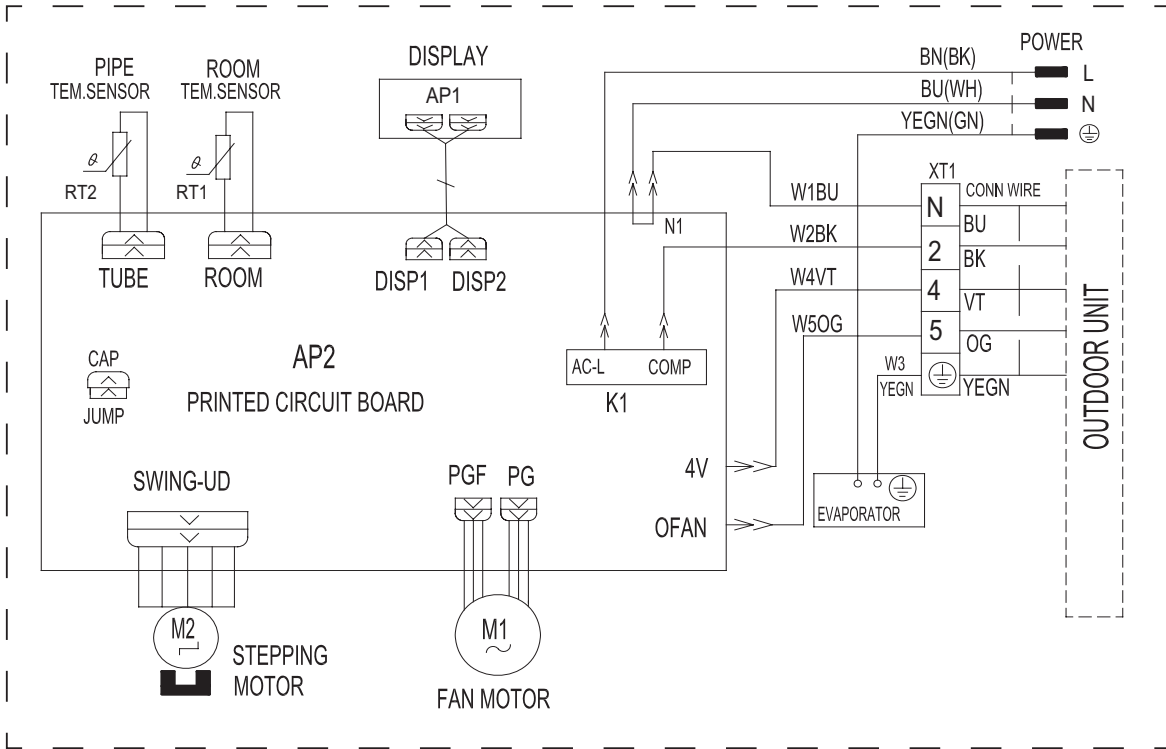 PIPE
TEM.SENSOR
RT2
ROOM
TEM.SENSOR
RT1
DISPLAY
AP1
POWER
BN(BK)
L
BU(WH)
N
YEGN(GN)
XT1
CONN WIRE
W1BU
N
BU
N1
W2BK
2
BK
W4VT
4
VT
W5OG
5
OG
W3
YEGN
YEGN
OUTDOOR UNIT
TUBE
ROOM
DISP1
DISP2
AC-L
COMP
K1
CAP
JUMP
AP2
PRINTED CIRCUIT BOARD
SWING-UD
PGF
PG
4V
OFAN
EVAPORATOR
M2
STEPPING
MOTOR
M1
FAN MOTOR